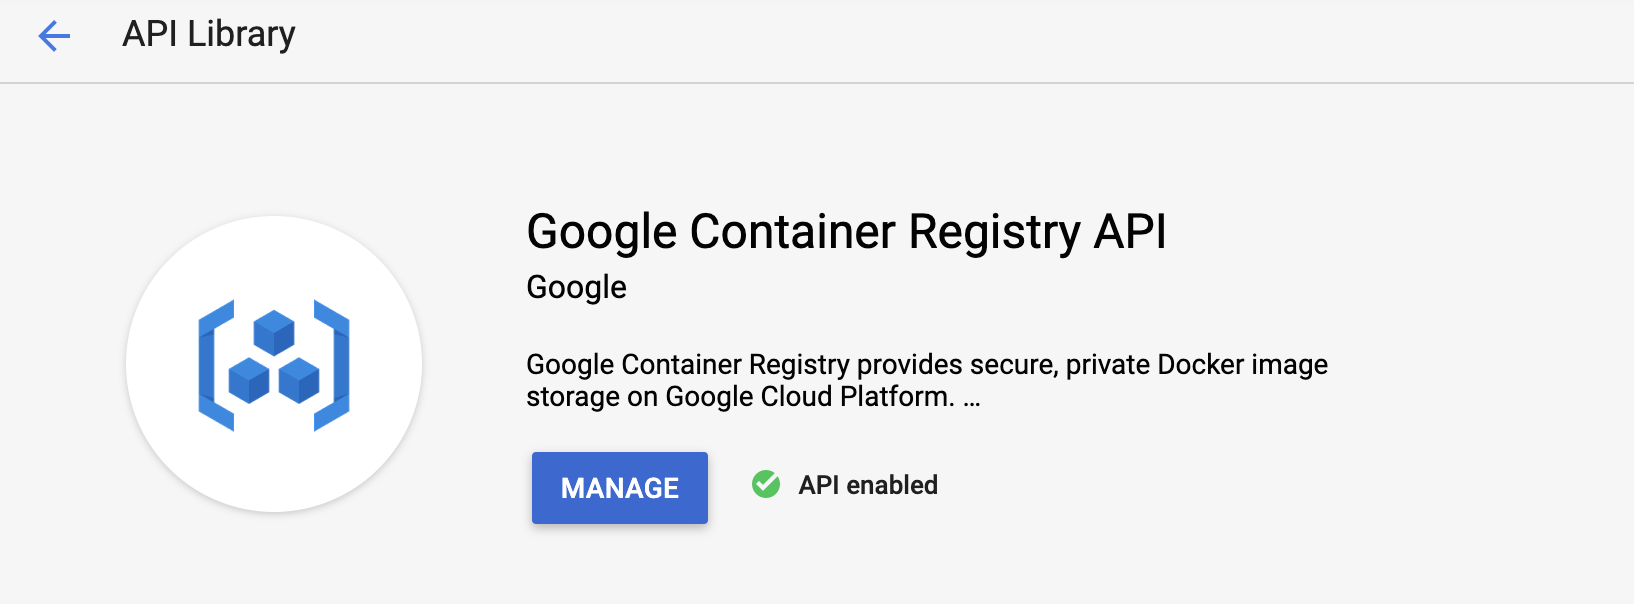 API Library
Google Container Registry API
Google
Google Container Registry provides secure, private Docker image
storage on Google Cloud Platform. ...
MANAGE
API enabled